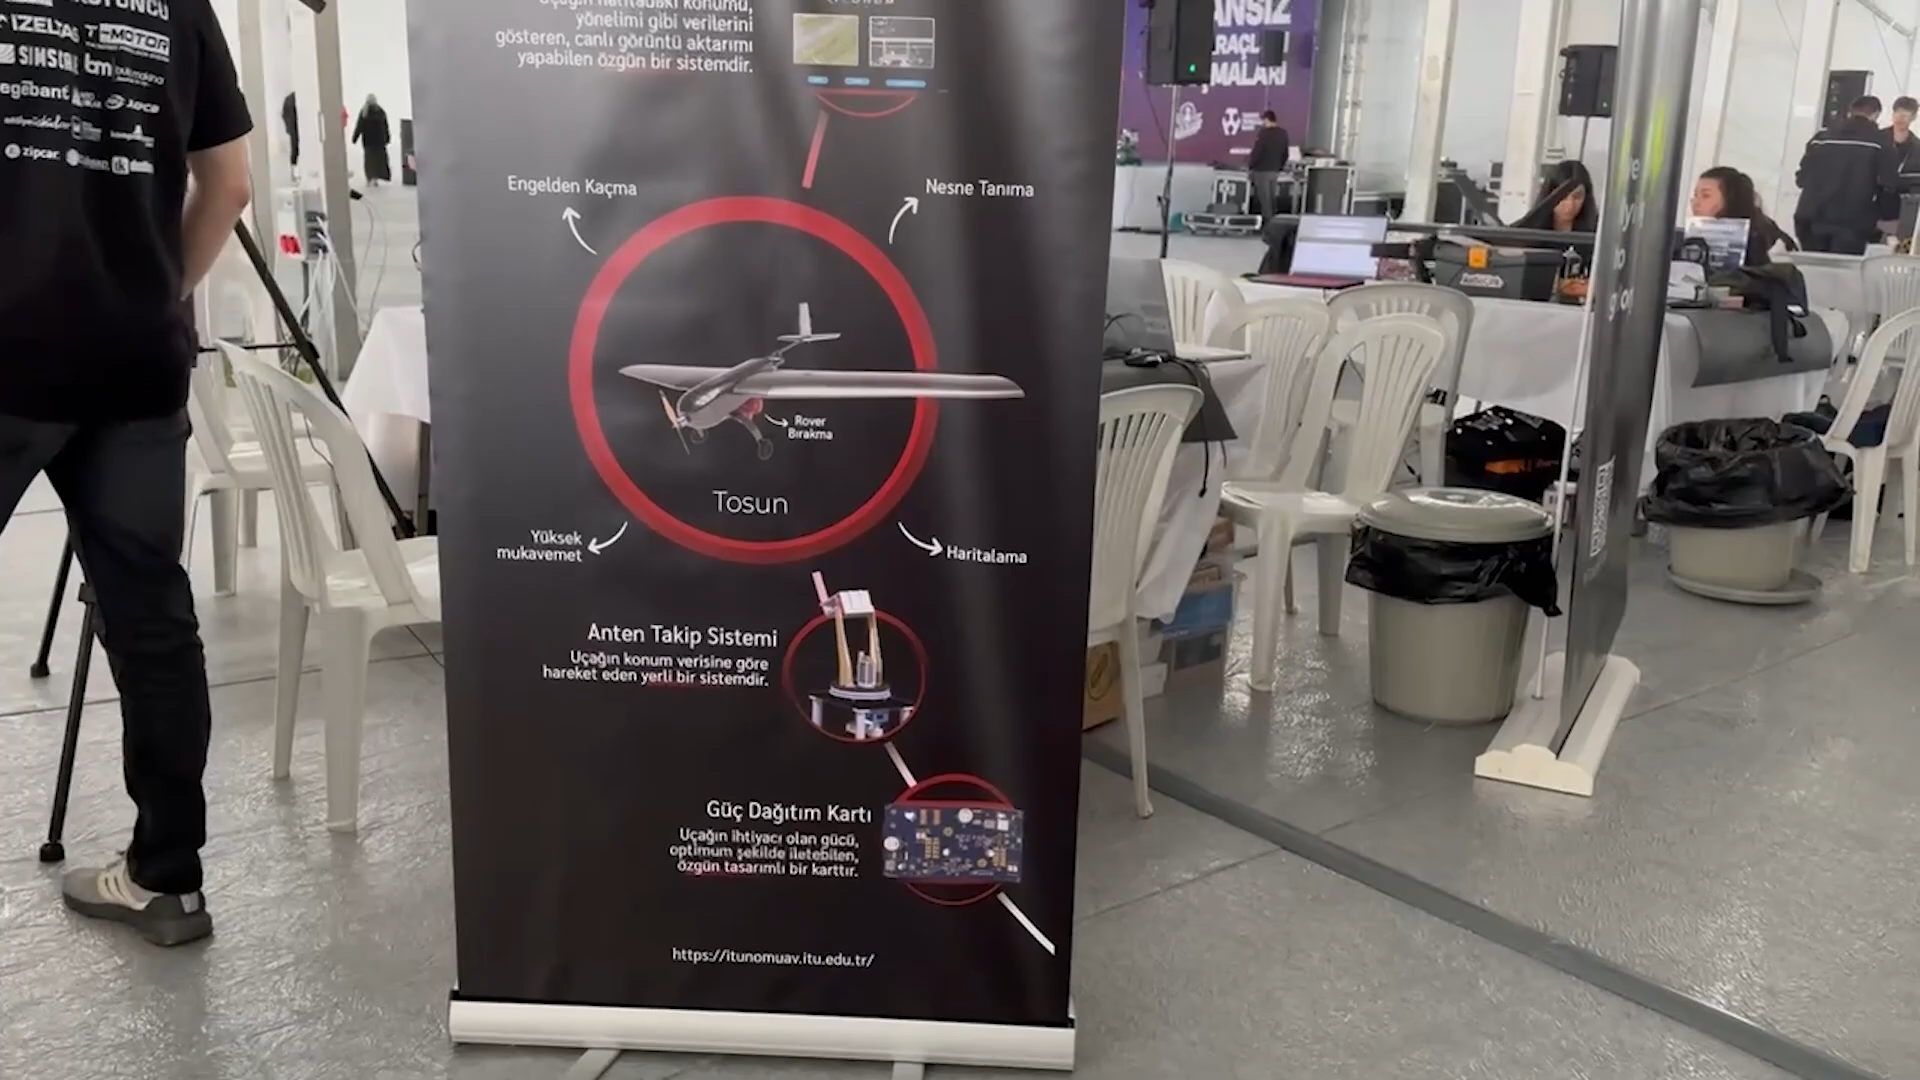 yönelimi gibi verilerini
gösteren, canlı görüntü aktarımı
yapabilen özgün bir sistemdir.
Engelden Kaçma
Nesne Tanıma
Rover
Bırakma
Tosun
Yüksek
mukavemet
Haritalama
Anten Takip Sistemi
Uçağın konum verisine göre
hareket eden yerli bir sistemdir.
Güç Dağıtım Kartı
Uçağın ihtiyacı olan gücü,
optimum şekilde iletebilen,
özgün tasarımlı bir karttır.
https://itunomuav.itu.edu.tr/
T-MOTOR
egebant
zipcar